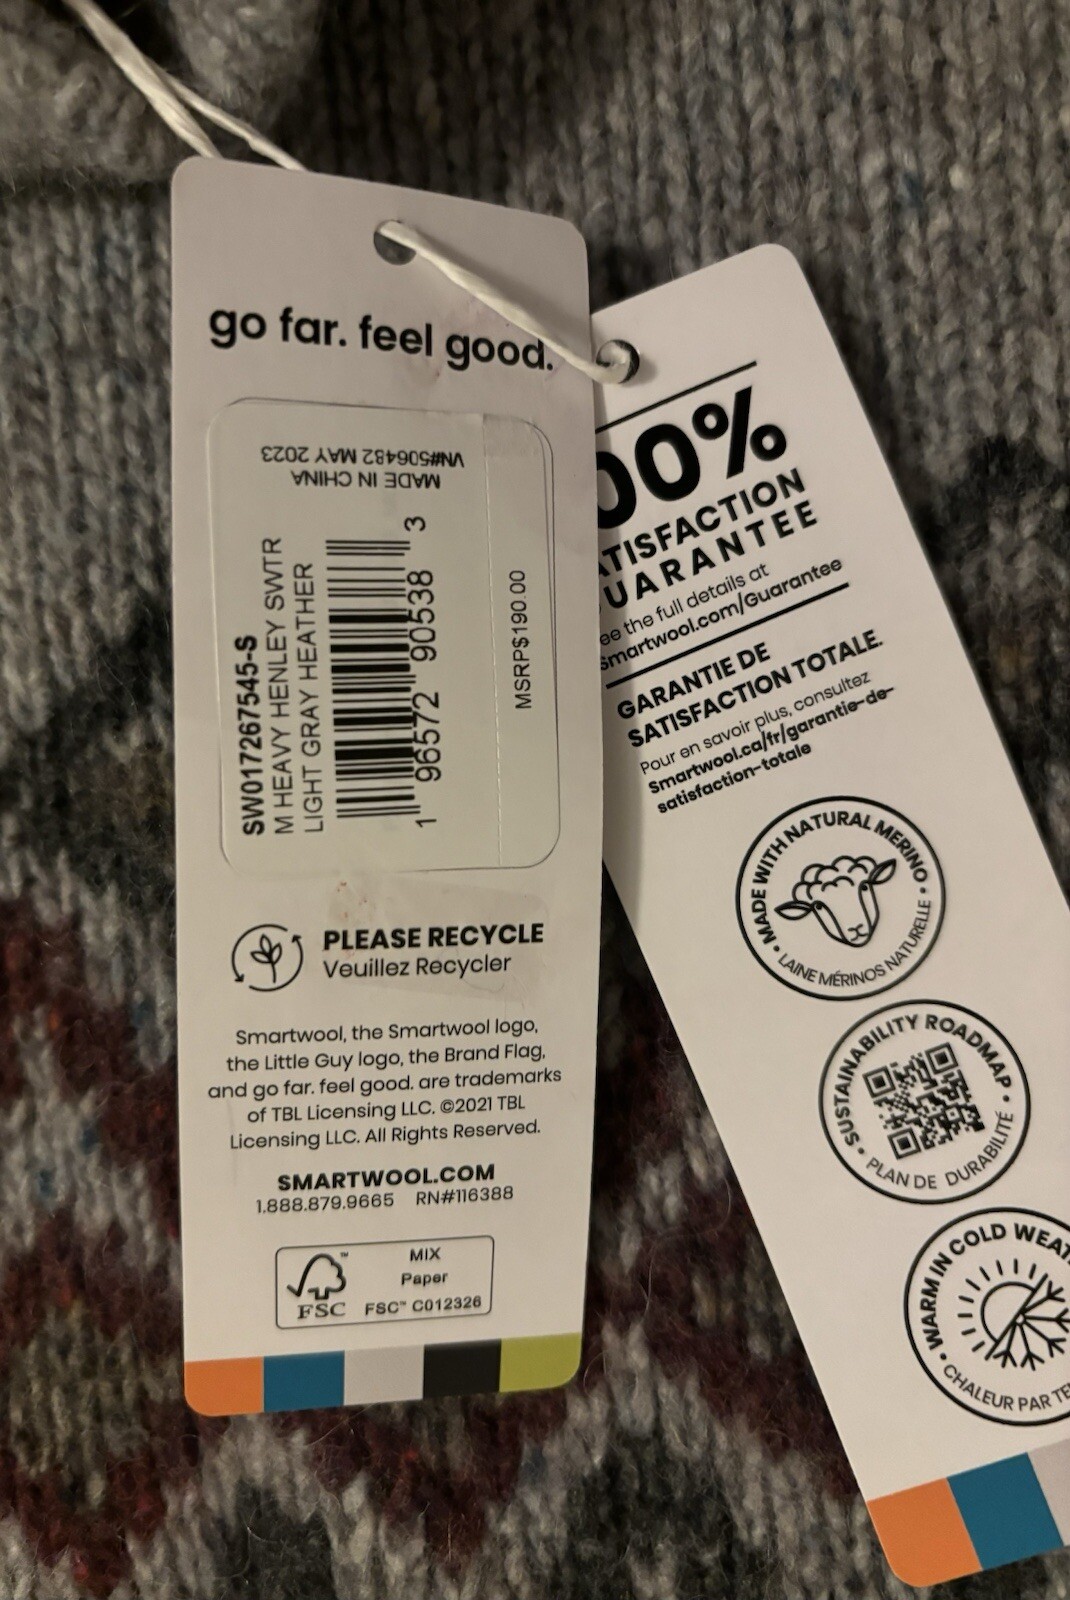 go far. feel good.
VN#506482 MAY 2023
MADE IN CHINA
SW017267545-S
M HEAVY HENLEY SWTR
LIGHT GRAY HEATHER
1 96572 90538 3
MSRP$190.00
PLEASE RECYCLE
Veuillez Recycler
Smartwool, the Smartwool logo,
the Little Guy logo, the Brand Flag,
and go far. feel good. are trademarks
of TBL Licensing LLC. ©2021 TBL
Licensing LLC. All Rights Reserved.
SMARTWOOL.COM
1.888.879.9665 RN#116388
FSC™
MIX
Paper
FSC™ C012326
00%
ATISFACTION
UARANTEE
ee the full details at
Smartwool.com/Guarantee
GARANTIE DE
SATISFACTION TOTALE.
Pour en savoir plus, consultez
Smartwool.ca/fr/garantie-de-
satisfaction-totale
• MADE WITH NATURAL MERINO •
LAINE MÉRINOS NATURELLE
• SUSTAINABILITY ROADMAP •
PLAN DE DURABILITÉ
• WARM IN COLD WEAT
CHALEUR PAR TE